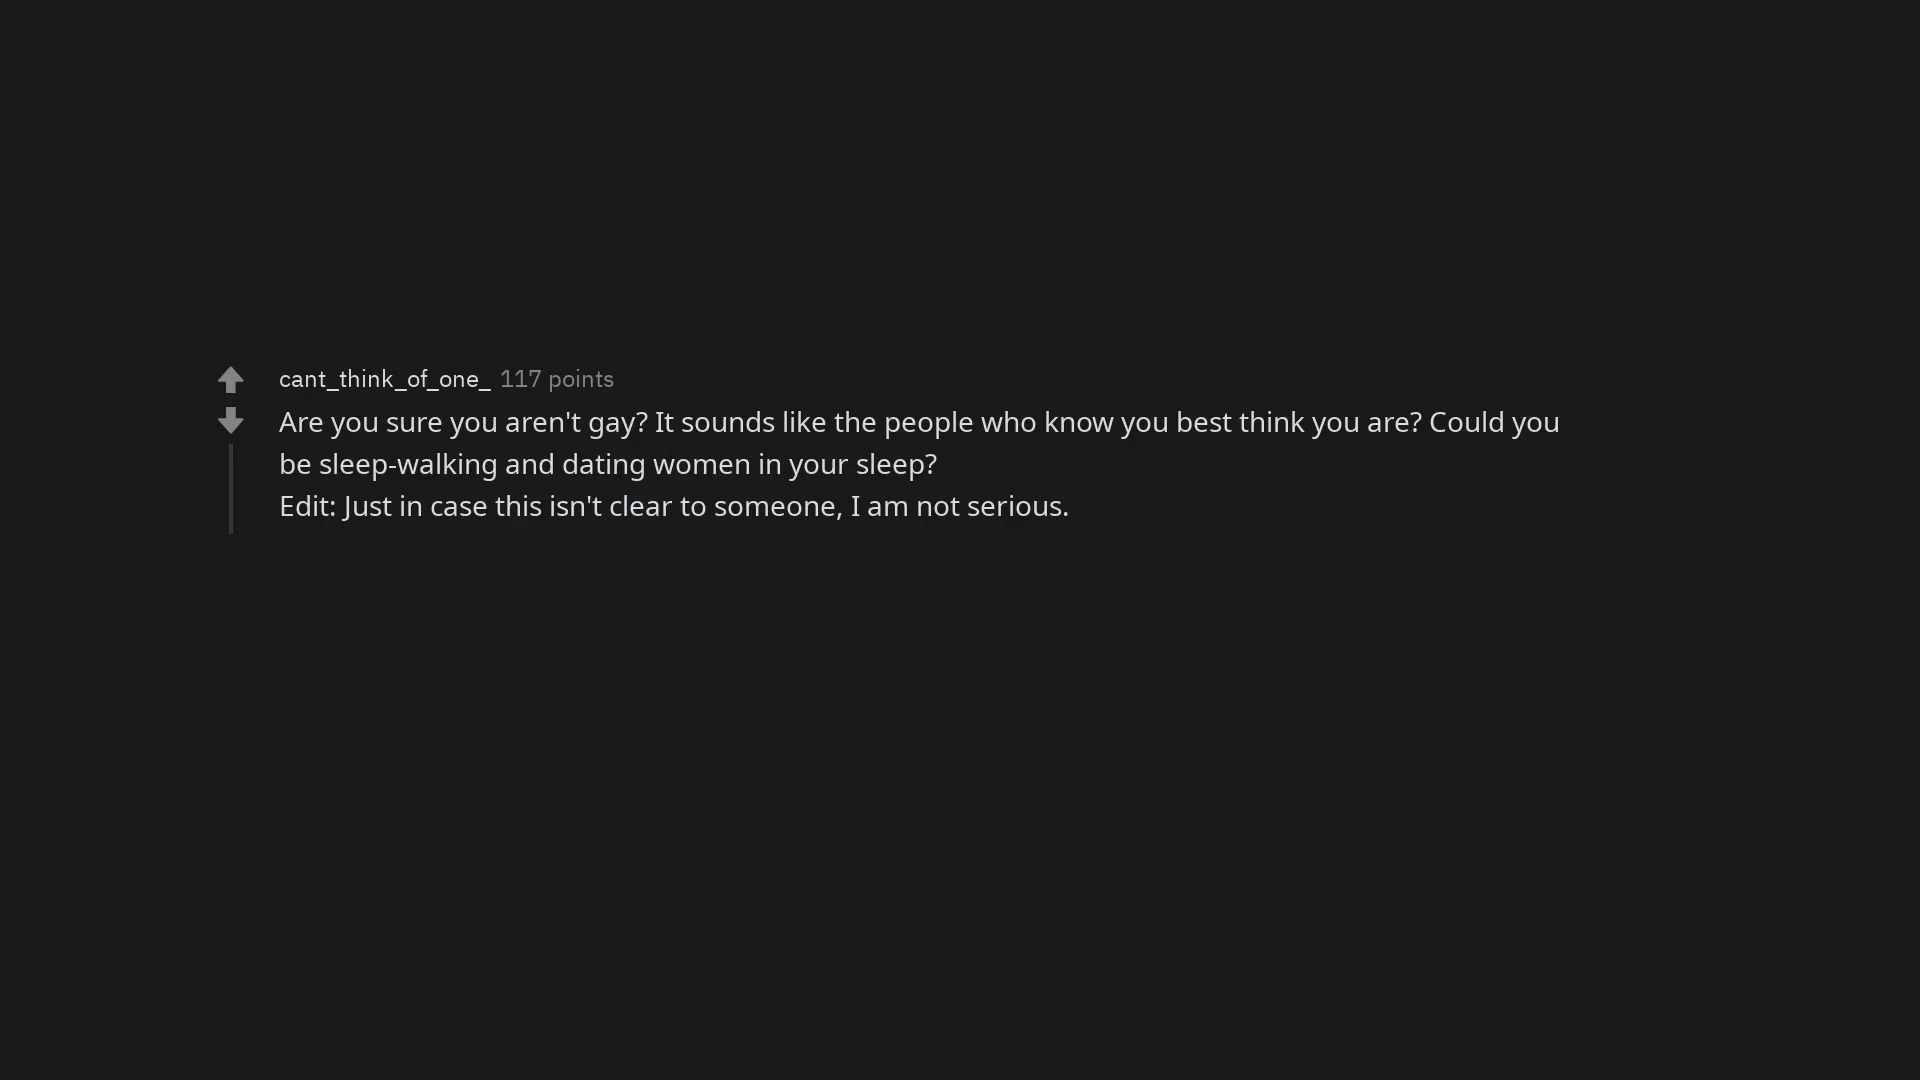 cant_think_of_one_ 117 points
Are you sure you aren't gay? It sounds like the people who know you best think you are? Could you
be sleep-walking and dating women in your sleep?
Edit: Just in case this isn't clear to someone, I am not serious.